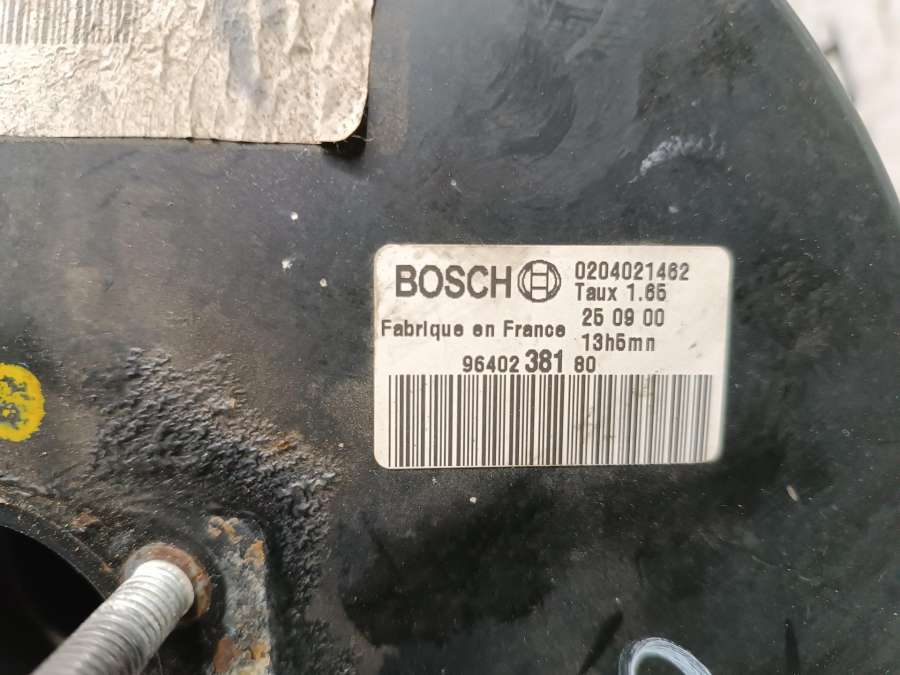 BOSCH 0204021462
Taux 1.65
25 09 00
Fabrique en France
13h5mn
96402 381 80